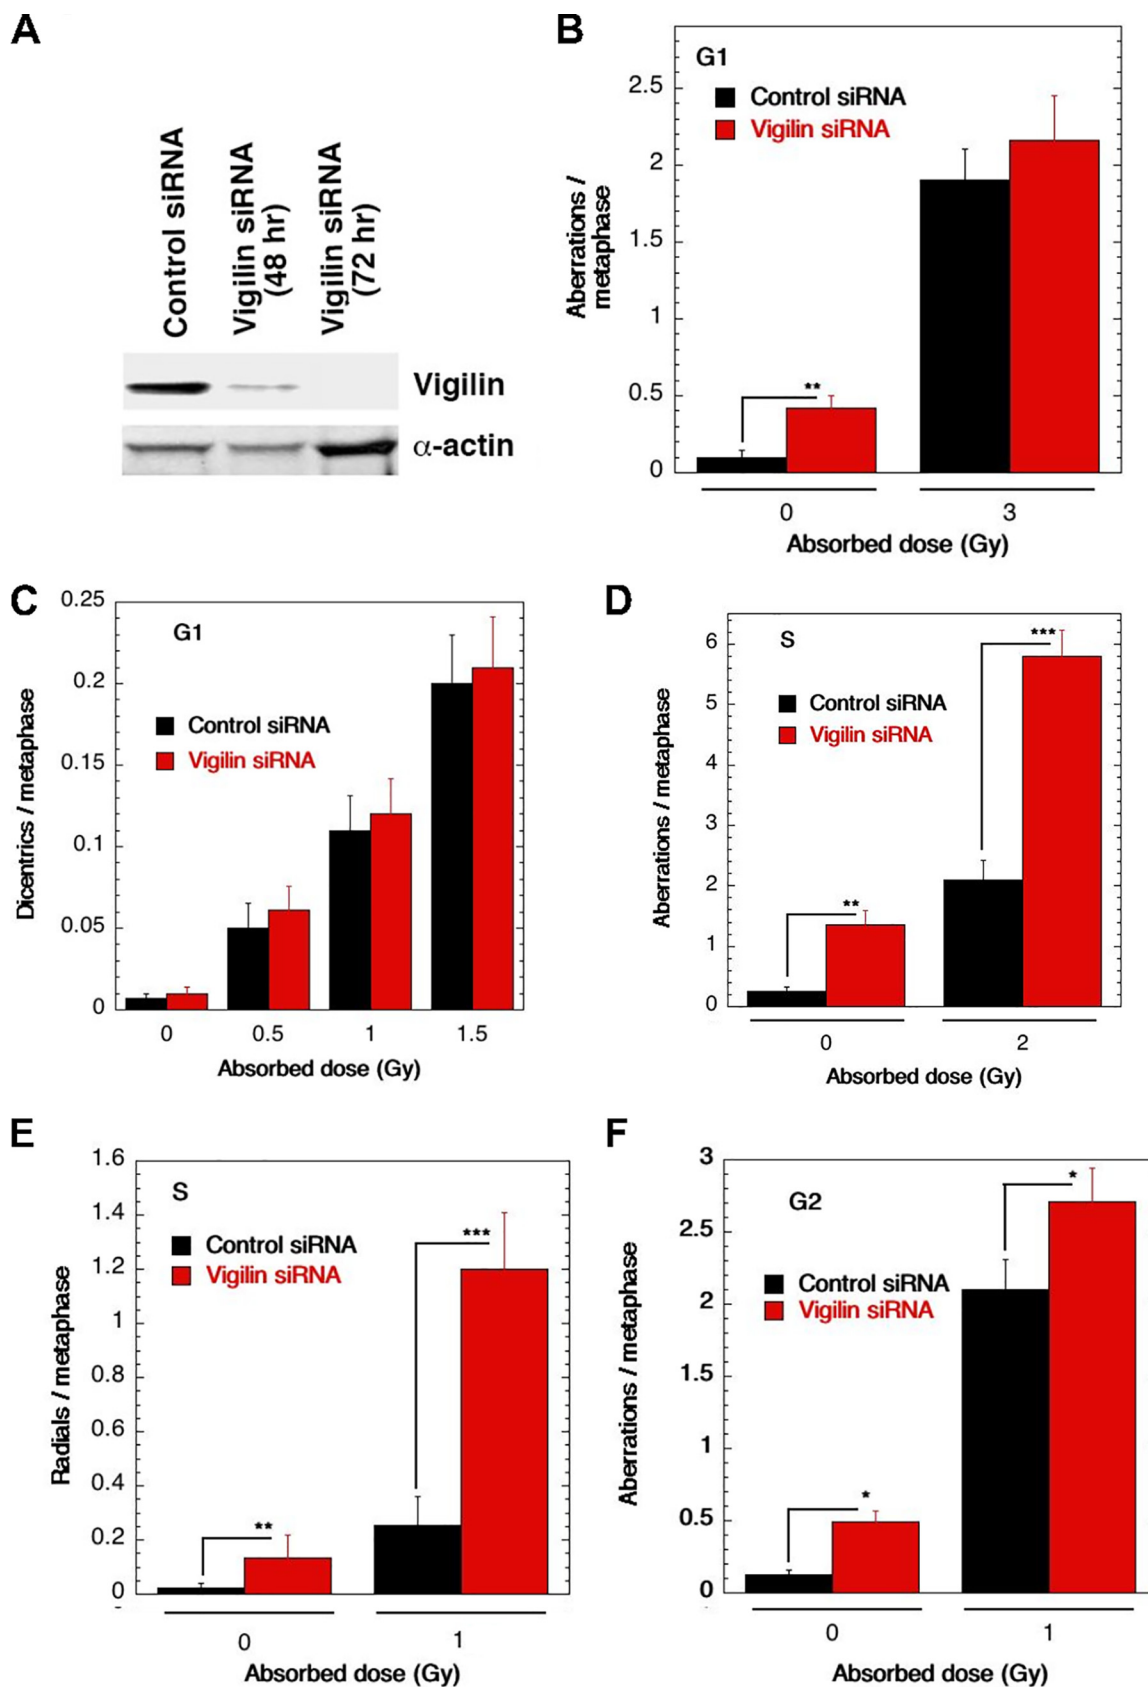 A
Control siRNA
Vigilin siRNA
(48 hr)
Vigilin siRNA
(72 hr)
Vigilin
α-actin
B
G1
Control siRNA
Vigilin siRNA
Aberrations /
metaphase
2.5
2
1.5
1
0.5
0
**
0
3
Absorbed dose (Gy)
C
G1
Control siRNA
Vigilin siRNA
Dicentrics / metaphase
0.25
0.2
0.15
0.1
0.05
0
0
0.5
1
1.5
Absorbed dose (Gy)
D
S
Control siRNA
Vigilin siRNA
Aberrations / metaphase
6
5
4
3
2
1
0
**
***
0
2
Absorbed dose (Gy)
E
S
Control siRNA
Vigilin siRNA
Radials / metaphase
1.6
1.4
1.2
1
0.8
0.6
0.4
0.2
0
**
***
0
1
Absorbed dose (Gy)
F
G2
Control siRNA
Vigilin siRNA
Aberrations / metaphase
3
2.5
2
1.5
1
0.5
0
*
*
0
1
Absorbed dose (Gy)